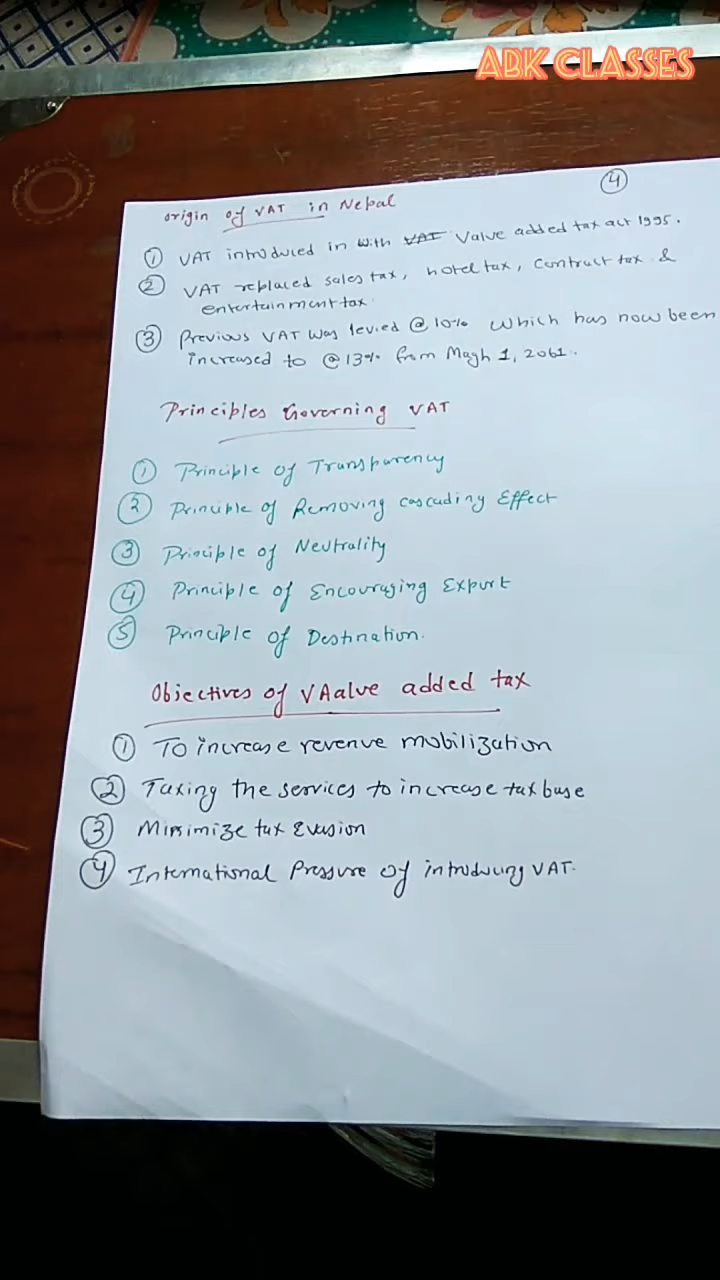 ABK CLASSES
4
Origin of VAT in Nepal
① VAT introduced in with VAT Value added tax act 1995.
② VAT replaced sales tax, hotel tax, contract tax &
entertainment tax.
③ Previous VAT was levied @ 10% which has now been
increased to @ 13% from Magh 1, 2061.
Principles Governing VAT
① Principle of Transparency
② Principle of Removing cascading Effect
③ Principle of Neutrality
④ Principle of Encouraging Export
⑤ Principle of Destination.
Objectives of VAalve added tax
① To increase revenue mobilization
② Taxing the services to increase tax base
③ Minimize tax Evasion
④ International Pressure of introducing VAT.